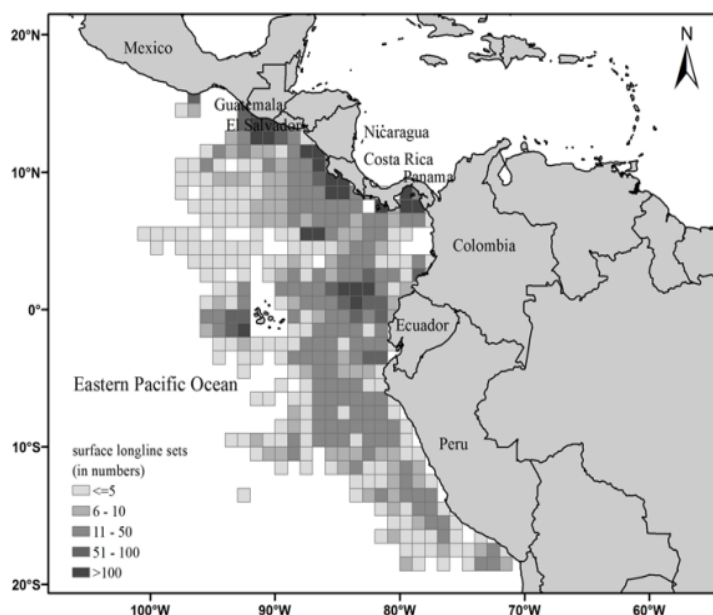 20°N
10°N
0°
10°S
20°S
100°W
90°W
80°W
70°W
60°W
N
Mexico
Guatemala
El Salvador
Nicaragua
Costa Rica
Panama
Colombia
Ecuador
Eastern Pacific Ocean
Peru
surface longline sets
(in numbers)
<=5
6 - 10
11 - 50
51 - 100
>100